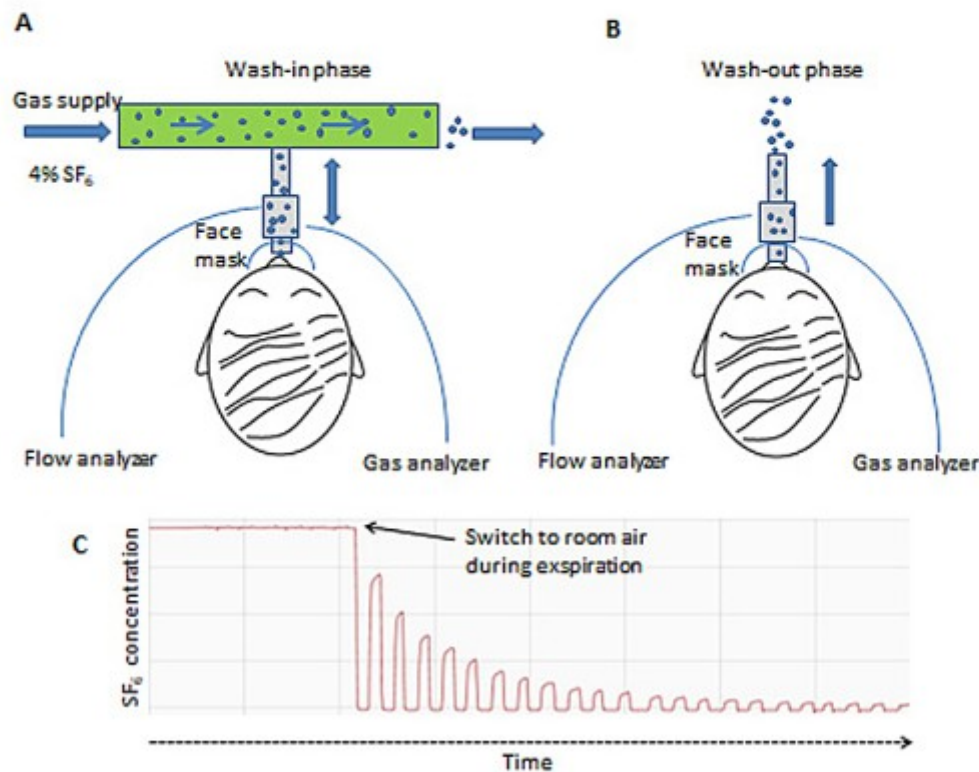 A
Wash-in phase
Gas supply
4% SF₆
Face
mask
Flow analyzer
Gas analyzer
B
Wash-out phase
Face
mask
Flow analyzer
Gas analyzer
C
SF₆ concentration
Switch to room air
during exspiration
Time